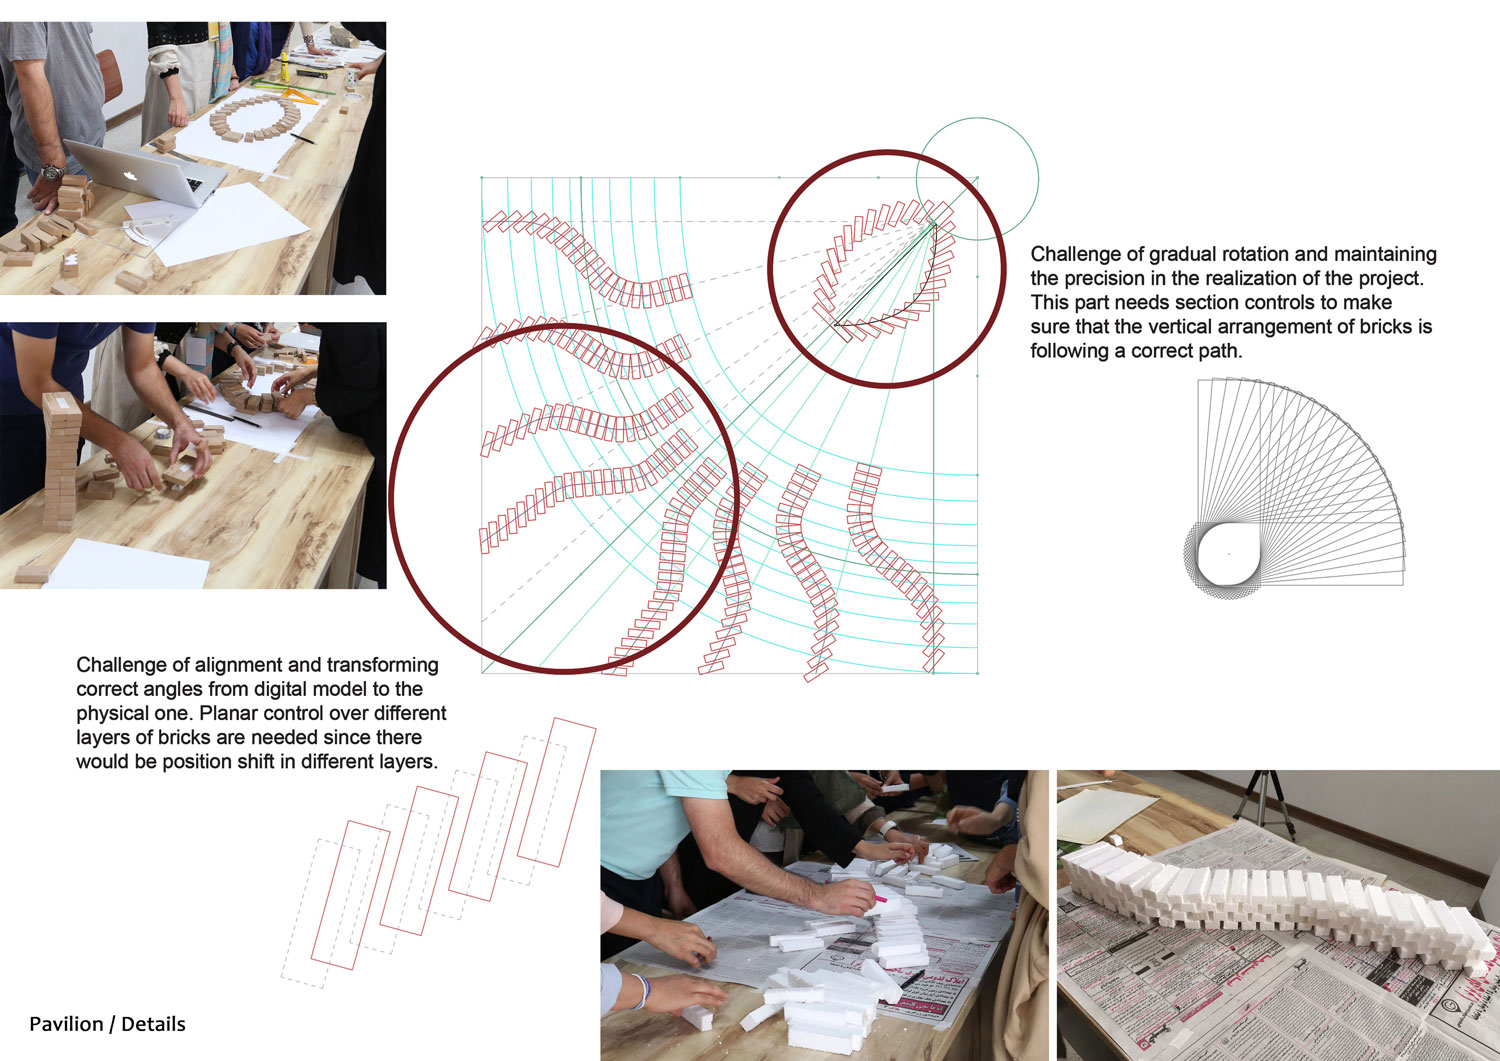 Challenge of gradual rotation and maintaining
the precision in the realization of the project.
This part needs section controls to make
sure that the vertical arrangement of bricks is
following a correct path.
Challenge of alignment and transforming
correct angles from digital model to the
physical one. Planar control over different
layers of bricks are needed since there
would be position shift in different layers.
Pavilion / Details